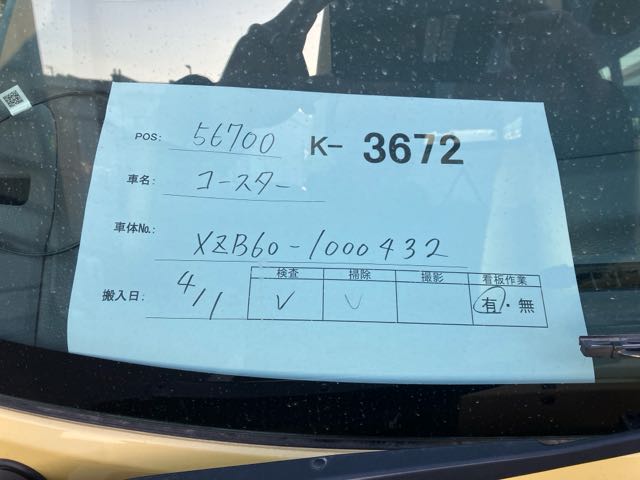 POS: 56700 K- 3672
車名: コースター
車体No.: XZB60-1000432
検査 掃除 撮影 看板作業
搬入日: 4/1 ✓ ✓ 有・無